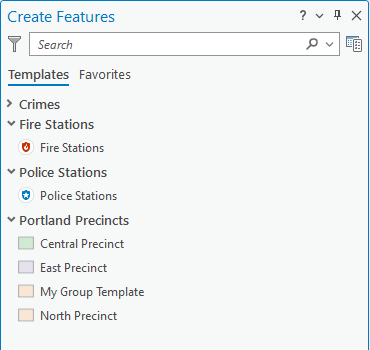 Create Features
?
Search
Templates Favorites
Crimes
Fire Stations
Fire Stations
Police Stations
Police Stations
Portland Precincts
Central Precinct
East Precinct
My Group Template
North Precinct